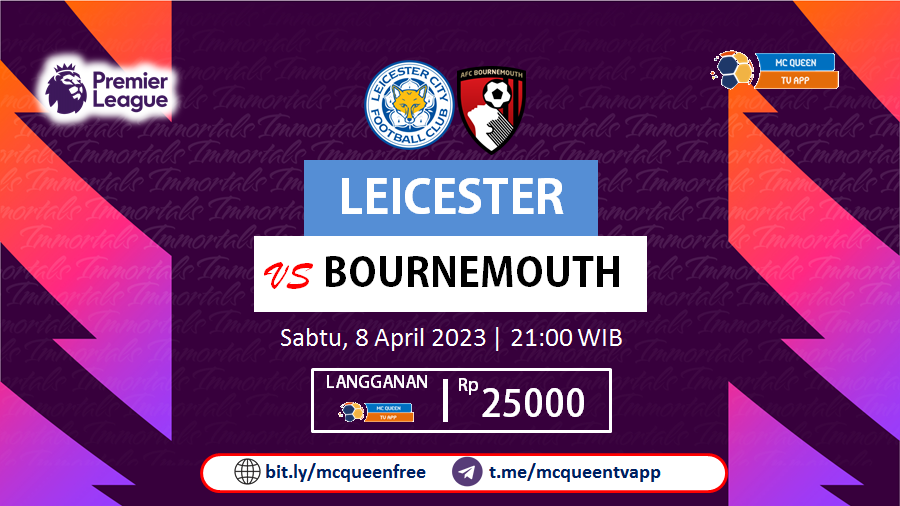 Premier
League
LEICESTER CITY
FOOTBALL CLUB
AFC BOURNEMOUTH
MC QUEEN
TV APP
LEICESTER
VS BOURNEMOUTH
Sabtu, 8 April 2023 | 21:00 WIB
LANGGANAN
MC QUEEN
TV APP
Rp 25000
bit.ly/mcqueenfree
t.me/mcqueentvapp
Immortals